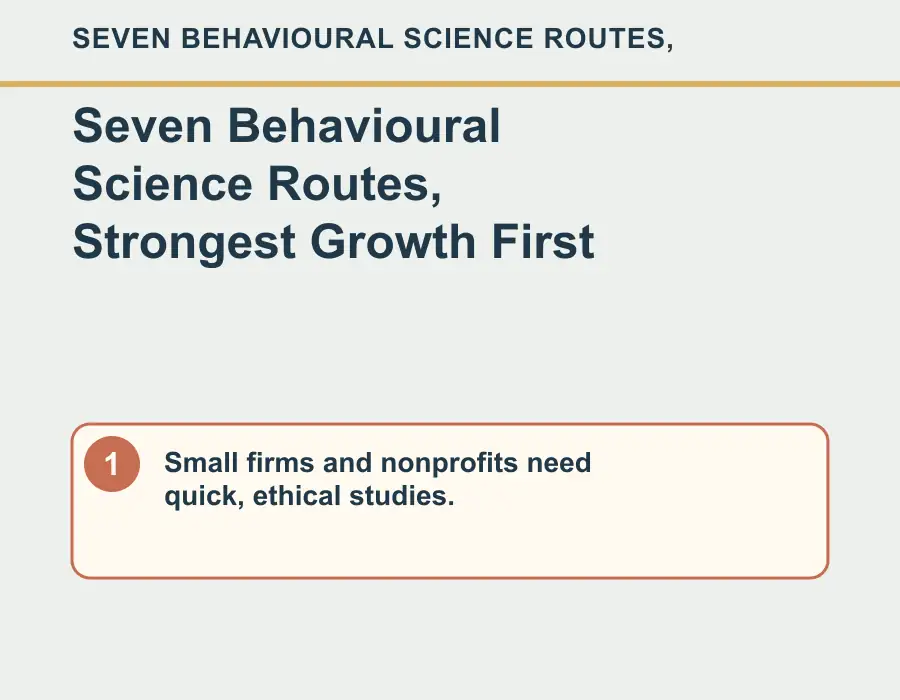 SEVEN BEHAVIOURAL SCIENCE ROUTES,
Seven Behavioural
Science Routes,
Strongest Growth First
1
Small firms and nonprofits need
quick, ethical studies.